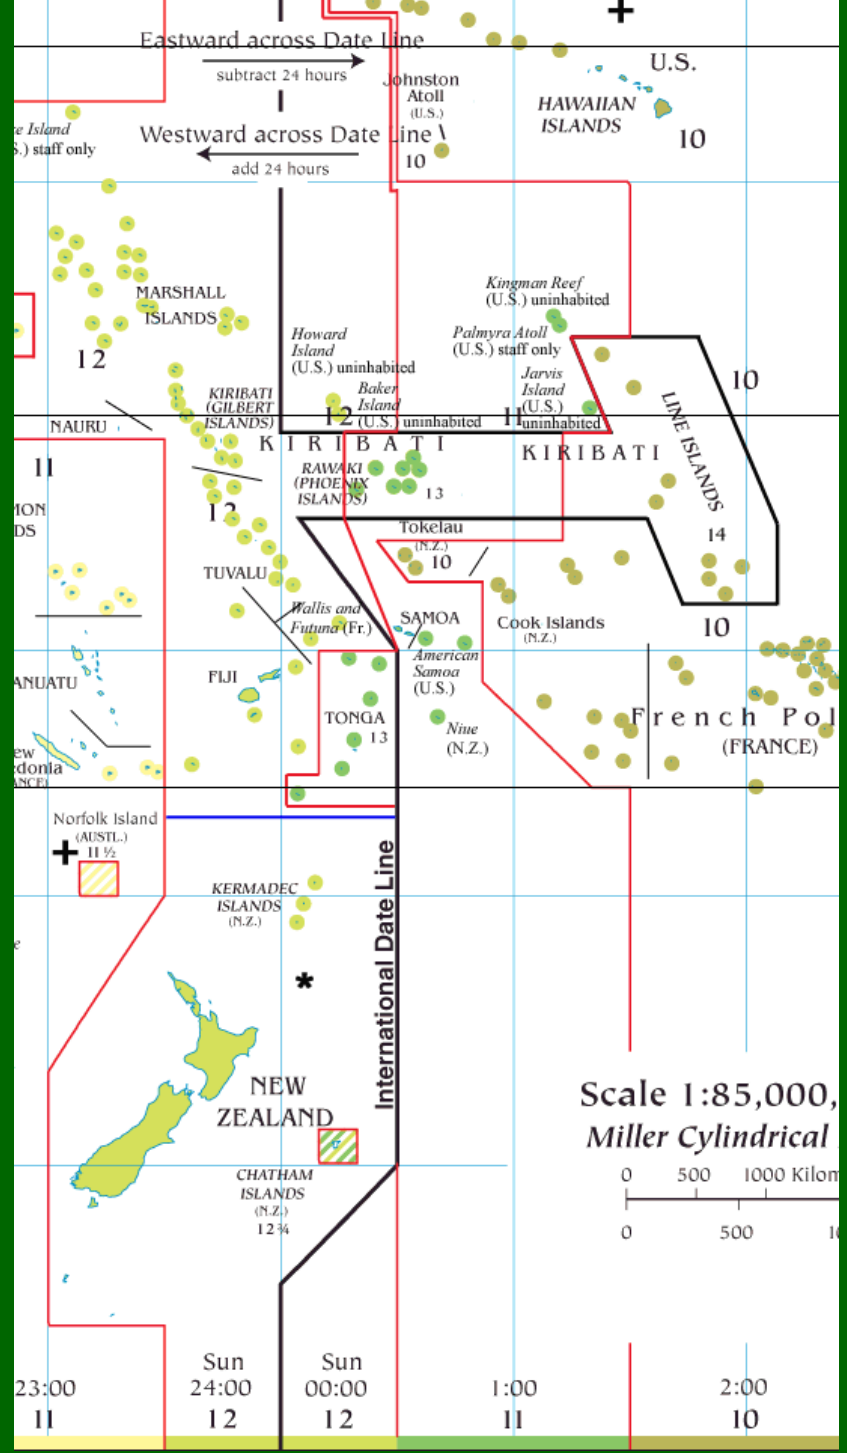 Eastward across Date Line
subtract 24 hours
U.S.
Johnston
Atoll
(U.S.)
HAWAIIAN
ISLANDS
10
Island
staff only
Westward across Date Line
add 24 hours
10
Kingman Reef
(U.S.) uninhabited
MARSHALL
ISLANDS
Howard
Island
(U.S.) uninhabited
Palmyra Atoll
(U.S.) staff only
12
Jarvis
Island
(U.S.)
uninhabited
10
KIRIBATI
(GILBERT
ISLANDS)
Baker
Island
(U.S.) uninhabited
12
11
NAURU
KIRIBATI
KIRIBATI
LINE ISLANDS
11
RAWAKI
(PHOENIX
ISLANDS)
13
12
Tokelau
(N.Z.)
10
14
TUVALU
Wallis and
Futuna (Fr.)
SAMOA
Cook Islands
(N.Z.)
10
American
Samoa
(U.S.)
FIJI
TONGA
13
Niue
(N.Z.)
French Pol
(FRANCE)
Norfolk Island
(AUSTL.)
11 ½
KERMADEC
ISLANDS
(N.Z.)
*
International Date Line
NEW
ZEALAND
Scale 1:85,000,
Miller Cylindrical
CHATHAM
ISLANDS
(N.Z.)
12 ¾
0 500 1000 Kilom
0 500
Sun Sun
23:00 24:00 00:00 1:00 2:00
11 12 12 11 10